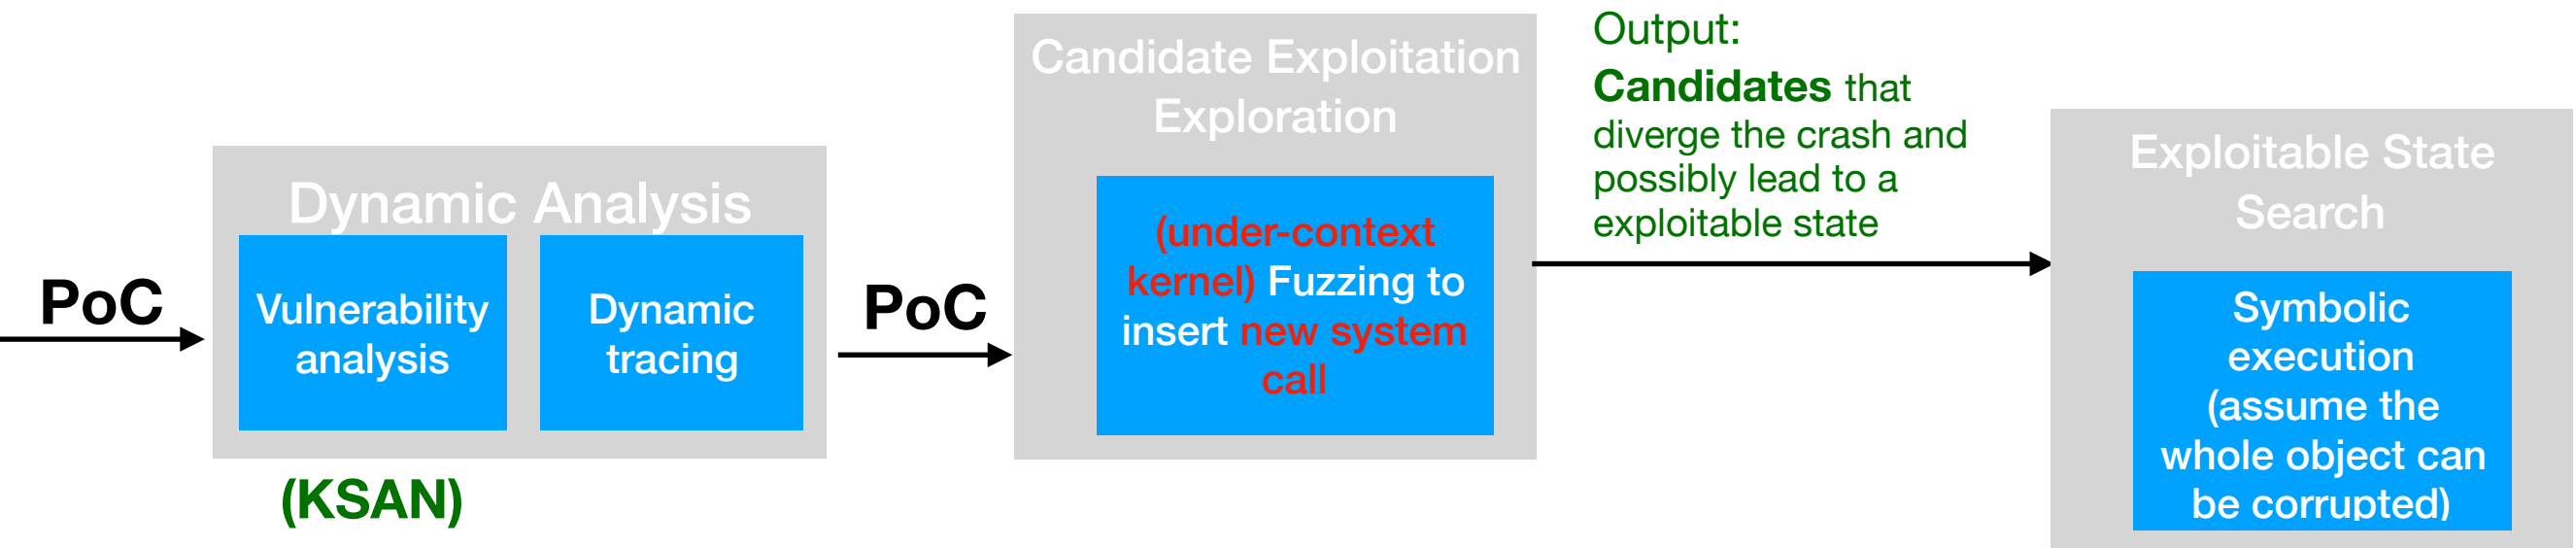 PoC
Dynamic Analysis
Vulnerability
analysis
Dynamic
tracing
(KSAN)
PoC
Candidate Exploitation
Exploration
(under-context
kernel) Fuzzing to
insert new system
call
Output:
Candidates that
diverge the crash and
possibly lead to a
exploitable state
Exploitable State
Search
Symbolic
execution
(assume the
whole object can
be corrupted)